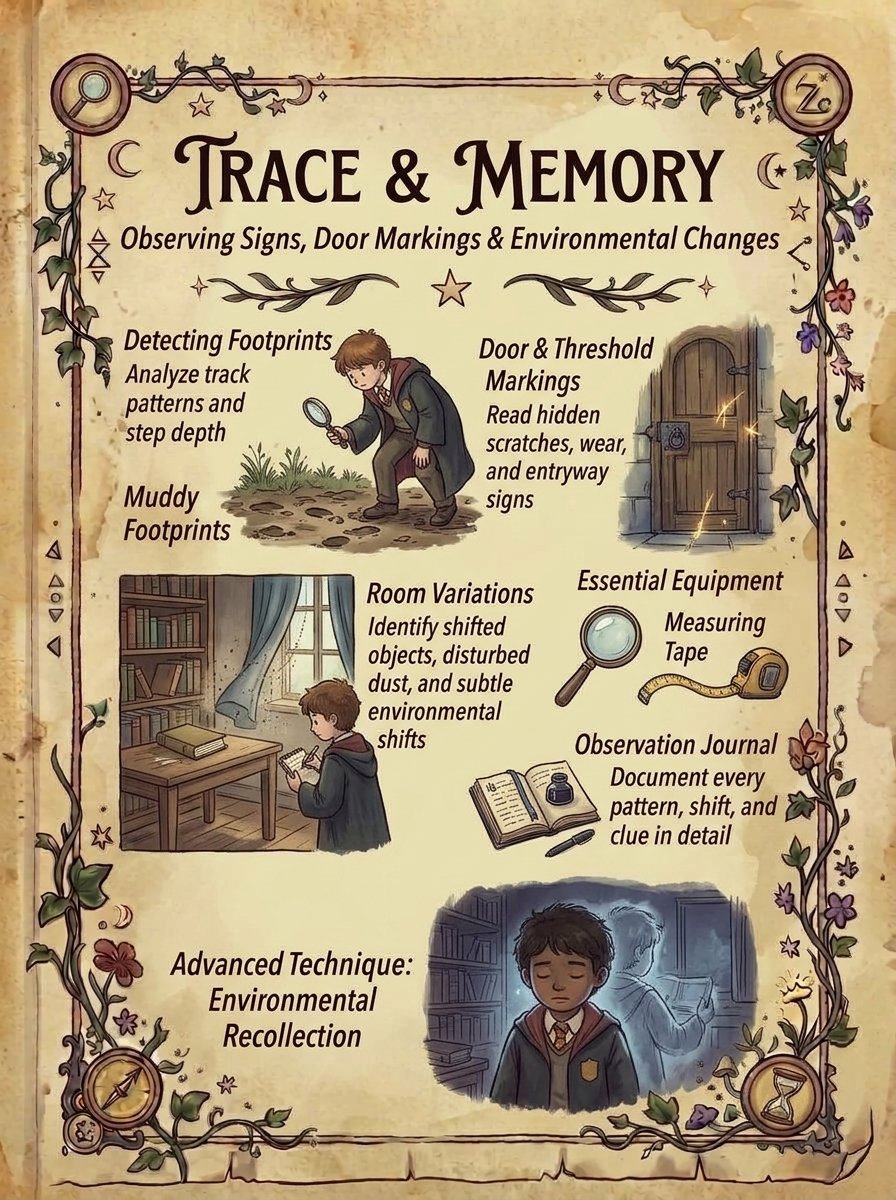 TRACE & MEMORY
Observing Signs, Door Markings & Environmental Changes
Detecting Footprints
Analyze track
patterns and
step depth
Muddy
Footprints
Door & Threshold
Markings
Read hidden
scratches, wear,
and entryway
signs
Room Variations
Identify shifted
objects, disturbed
dust, and subtle
environmental
shifts
Essential Equipment
Measuring
Tape
Observation Journal
Document every
pattern, shift, and
clue in detail
Advanced Technique:
Environmental
Recollection